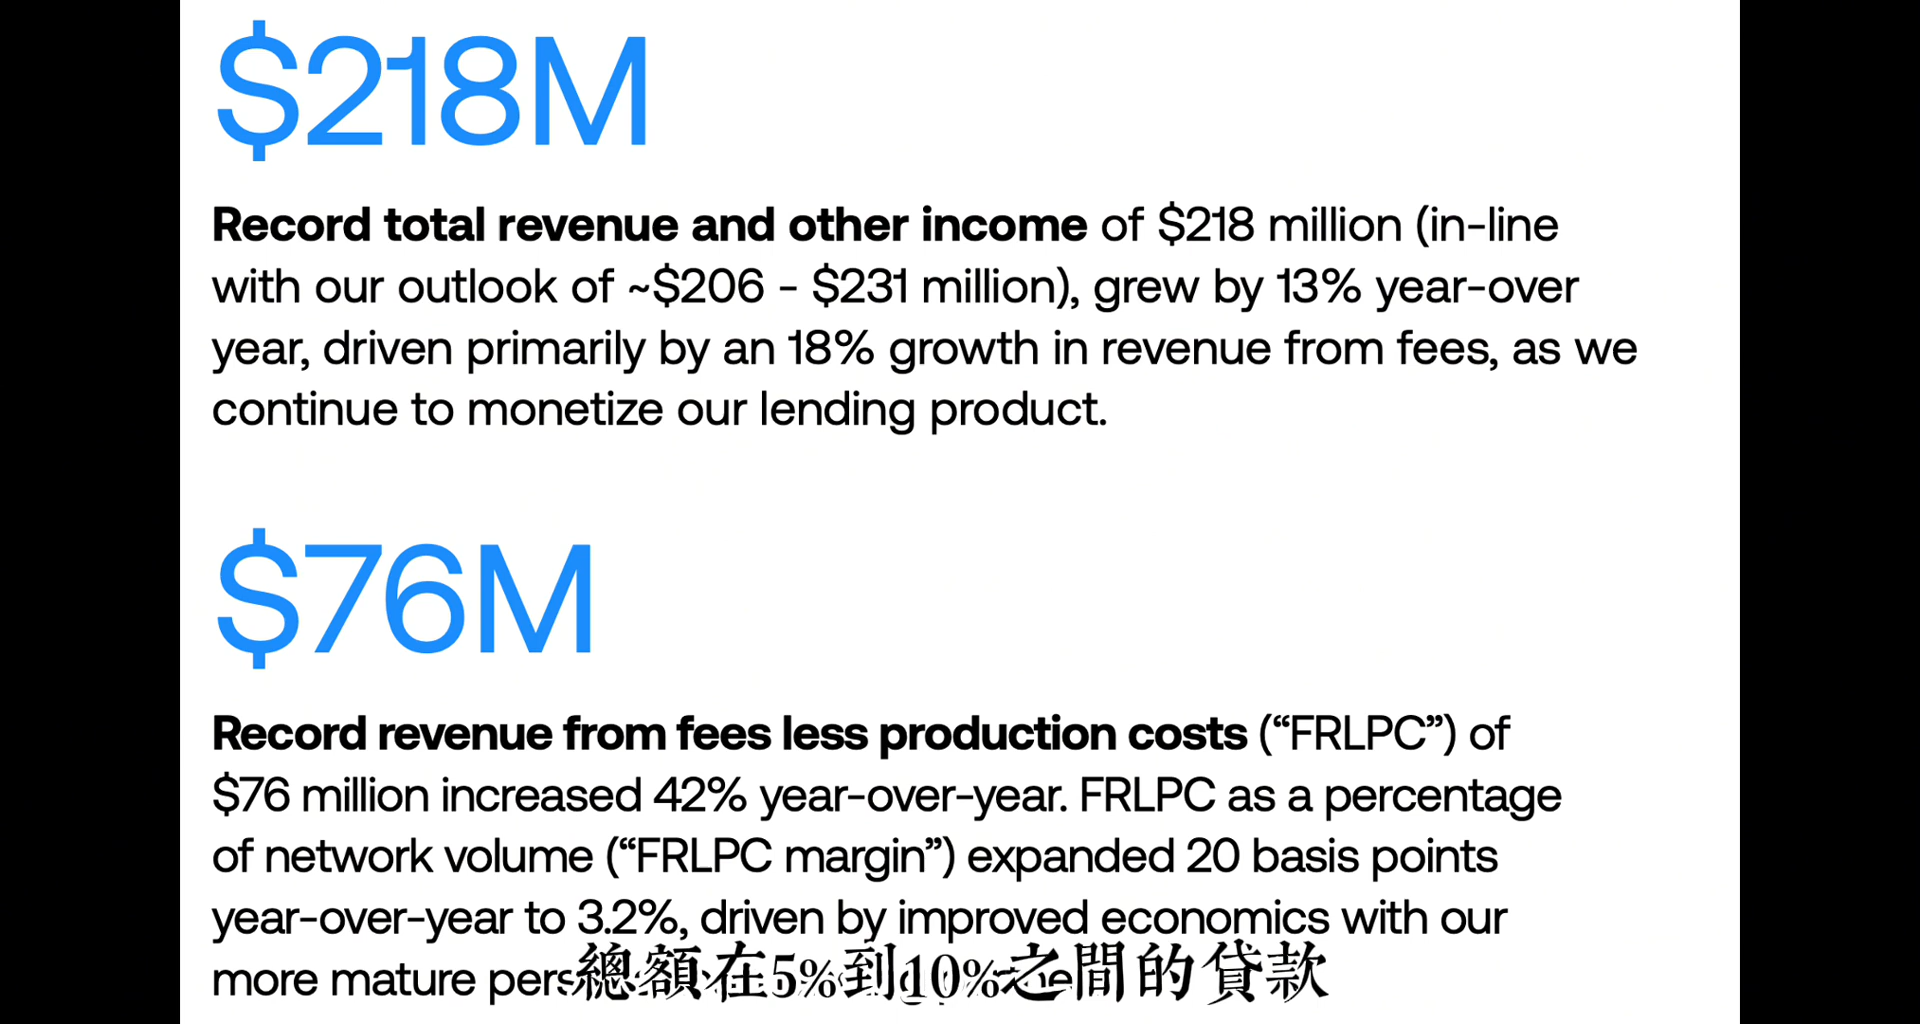 $218M
Record total revenue and other income of $218 million (in-line
with our outlook of ~$206 - $231 million), grew by 13% year-over
year, driven primarily by an 18% growth in revenue from fees, as we
continue to monetize our lending product.
$76M
Record revenue from fees less production costs (“FRLPC”) of
$76 million increased 42% year-over-year. FRLPC as a percentage
of network volume (“FRLPC margin”) expanded 20 basis points
year-over-year to 3.2%, driven by improved economics with our
more mature
總額在5%到10%之間的貸款